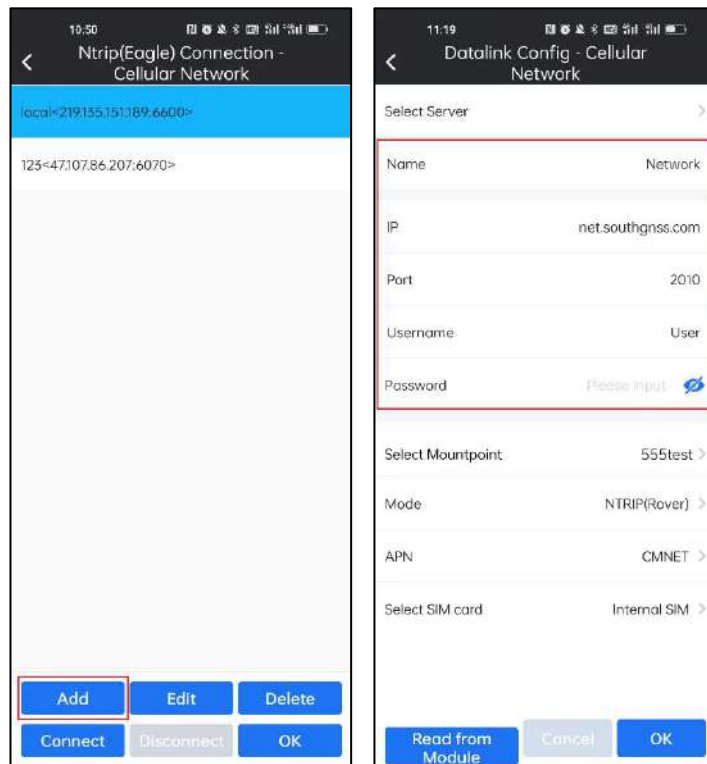 10:50
Ntrip(Eagle) Connection -
Cellular Network
local<219.135.151.189:6600>
123<47.107.86.207:6070>
Add
Edit
Delete
Connect
Disconnect
OK
11:19
Datalink Config - Cellular
Network
Select Server
Name
Network
IP
net.southgnss.com
Port
2010
Username
User
Password
Please input
Select Mountpoint
555test
Mode
NTRIP(Rover)
APN
CMNET
Select SIM card
Internal SIM
Read from
Module
Cancel
OK